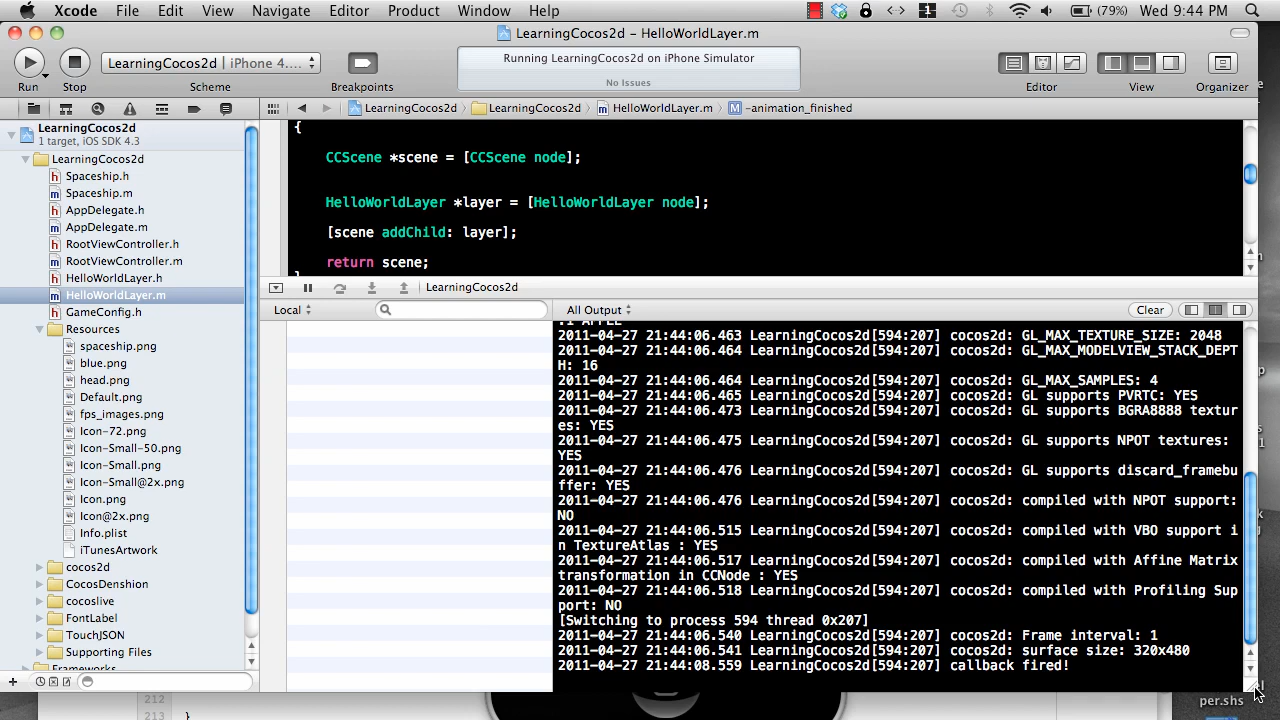 Xcode File Edit View Navigate Editor Product Window Help (79%) Wed 9:44 PM
LearningCocos2d – HelloWorldLayer.m
LearningCocos2d | iPhone 4....
Running LearningCocos2d on iPhone Simulator
No Issues
Run Stop Scheme Breakpoints Editor View Organizer
LearningCocos2d LearningCocos2d HelloWorldLayer.m -animation_finished
LearningCocos2d
1 target, iOS SDK 4.3
LearningCocos2d
Spaceship.h
Spaceship.m
AppDelegate.h
AppDelegate.m
RootViewController.h
RootViewController.m
HelloWorldLayer.h
HelloWorldLayer.m
GameConfig.h
Resources
spaceship.png
blue.png
head.png
Default.png
fps_images.png
Icon-72.png
Icon-Small-50.png
Icon-Small.png
Icon-Small@2x.png
Icon.png
Icon@2x.png
Info.plist
iTunesArtwork
cocos2d
CocosDenshion
cocoslive
FontLabel
TouchJSON
Supporting Files
Frameworks
{
CCScene *scene = [CCScene node];
HelloWorldLayer *layer = [HelloWorldLayer node];
[scene addChild: layer];
return scene;
LearningCocos2d
Local All Output Clear
2011-04-27 21:44:06.463 LearningCocos2d[594:207] cocos2d: GL_MAX_TEXTURE_SIZE: 2048
2011-04-27 21:44:06.464 LearningCocos2d[594:207] cocos2d: GL_MAX_MODELVIEW_STACK_DEPT
H: 16
2011-04-27 21:44:06.464 LearningCocos2d[594:207] cocos2d: GL_MAX_SAMPLES: 4
2011-04-27 21:44:06.465 LearningCocos2d[594:207] cocos2d: GL supports PVRTC: YES
2011-04-27 21:44:06.473 LearningCocos2d[594:207] cocos2d: GL supports BGRA8888 textur
es: YES
2011-04-27 21:44:06.475 LearningCocos2d[594:207] cocos2d: GL supports NPOT textures:
YES
2011-04-27 21:44:06.476 LearningCocos2d[594:207] cocos2d: GL supports discard_framebu
ffer: YES
2011-04-27 21:44:06.476 LearningCocos2d[594:207] cocos2d: compiled with NPOT support:
NO
2011-04-27 21:44:06.515 LearningCocos2d[594:207] cocos2d: compiled with VBO support i
n TextureAtlas : YES
2011-04-27 21:44:06.517 LearningCocos2d[594:207] cocos2d: compiled with Affine Matrix
transformation in CCNode : YES
2011-04-27 21:44:06.518 LearningCocos2d[594:207] cocos2d: compiled with Profiling Sup
port: NO
[Switching to process 594 thread 0x207]
2011-04-27 21:44:06.540 LearningCocos2d[594:207] cocos2d: Frame interval: 1
2011-04-27 21:44:06.541 LearningCocos2d[594:207] cocos2d: surface size: 320x480
2011-04-27 21:44:08.559 LearningCocos2d[594:207] callback fired!
212
213 }
per.shs